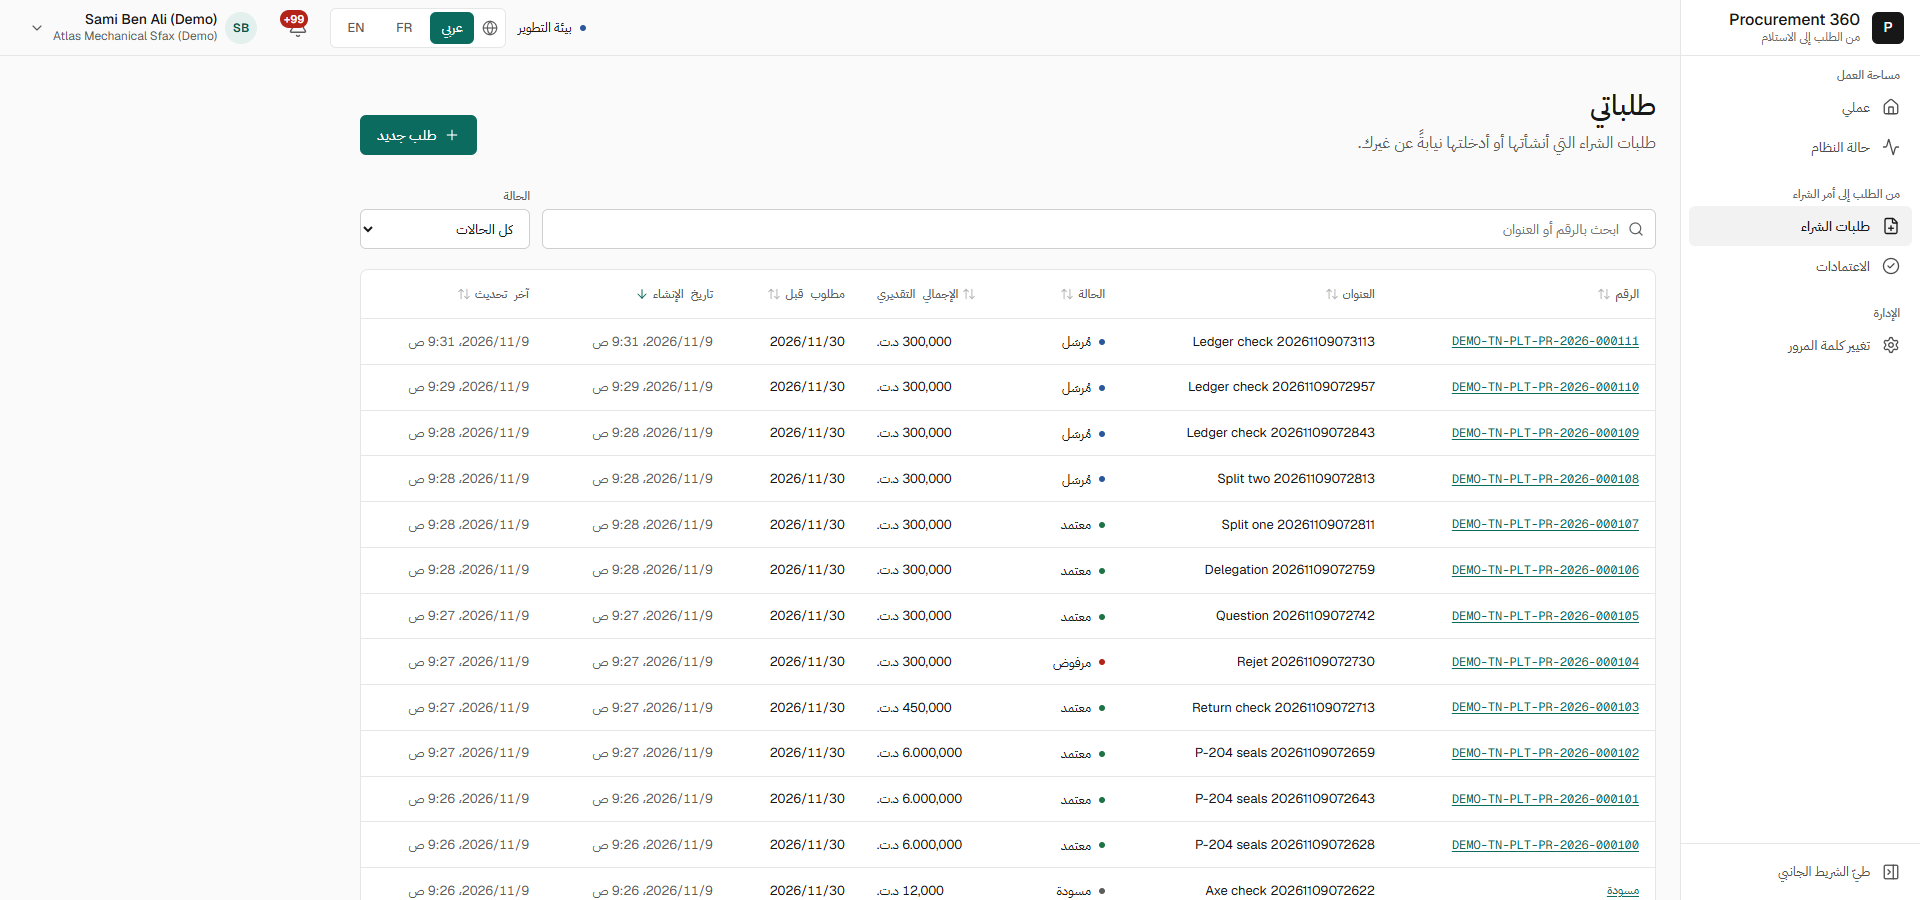 Procurement 360
من الطلب إلى الاستلام
P
بيئة التطوير
عربي FR EN
+99
SB
Sami Ben Ali (Demo)
Atlas Mechanical Sfax (Demo)
مساحة العمل
عملي
حالة النظام
من الطلب إلى أمر الشراء
طلبات الشراء
الاعتمادات
الإدارة
تغيير كلمة المرور
طيّ الشريط الجانبي
طلباتي
طلبات الشراء التي أنشأتها أو أدخلتها نيابةً عن غيرك.
طلب جديد
الحالة
ابحث بالرقم أو العنوان
كل الحالات
الرقم العنوان الحالة الإجمالي التقديري مطلوب قبل تاريخ الإنشاء آخر تحديث
DEMO-TN-PLT-PR-2026-000111 Ledger check 20261109073113 مُرسَل 300,000 د.ت. 2026/11/30 2026/11/9، 9:31 ص 2026/11/9، 9:31 ص
DEMO-TN-PLT-PR-2026-000110 Ledger check 20261109072957 مُرسَل 300,000 د.ت. 2026/11/30 2026/11/9، 9:29 ص 2026/11/9، 9:29 ص
DEMO-TN-PLT-PR-2026-000109 Ledger check 20261109072843 مُرسَل 300,000 د.ت. 2026/11/30 2026/11/9، 9:28 ص 2026/11/9، 9:28 ص
DEMO-TN-PLT-PR-2026-000108 Split two 20261109072813 مُرسَل 300,000 د.ت. 2026/11/30 2026/11/9، 9:28 ص 2026/11/9، 9:28 ص
DEMO-TN-PLT-PR-2026-000107 Split one 20261109072811 معتمد 300,000 د.ت. 2026/11/30 2026/11/9، 9:28 ص 2026/11/9، 9:28 ص
DEMO-TN-PLT-PR-2026-000106 Delegation 20261109072759 معتمد 300,000 د.ت. 2026/11/30 2026/11/9، 9:28 ص 2026/11/9، 9:28 ص
DEMO-TN-PLT-PR-2026-000105 Question 20261109072742 معتمد 300,000 د.ت. 2026/11/30 2026/11/9، 9:27 ص 2026/11/9، 9:27 ص
DEMO-TN-PLT-PR-2026-000104 Rejet 20261109072730 مرفوض 300,000 د.ت. 2026/11/30 2026/11/9، 9:27 ص 2026/11/9، 9:27 ص
DEMO-TN-PLT-PR-2026-000103 Return check 20261109072713 معتمد 450,000 د.ت. 2026/11/30 2026/11/9، 9:27 ص 2026/11/9، 9:27 ص
DEMO-TN-PLT-PR-2026-000102 P-204 seals 20261109072659 معتمد 6.000,000 د.ت. 2026/11/30 2026/11/9، 9:27 ص 2026/11/9، 9:27 ص
DEMO-TN-PLT-PR-2026-000101 P-204 seals 20261109072643 معتمد 6.000,000 د.ت. 2026/11/30 2026/11/9، 9:26 ص 2026/11/9، 9:26 ص
DEMO-TN-PLT-PR-2026-000100 P-204 seals 20261109072628 معتمد 6.000,000 د.ت. 2026/11/30 2026/11/9، 9:26 ص 2026/11/9، 9:26 ص
مسودة Axe check 20261109072622 مسودة 12,000 د.ت. 2026/11/30 2026/11/9، 9:26 ص 2026/11/9، 9:26 ص